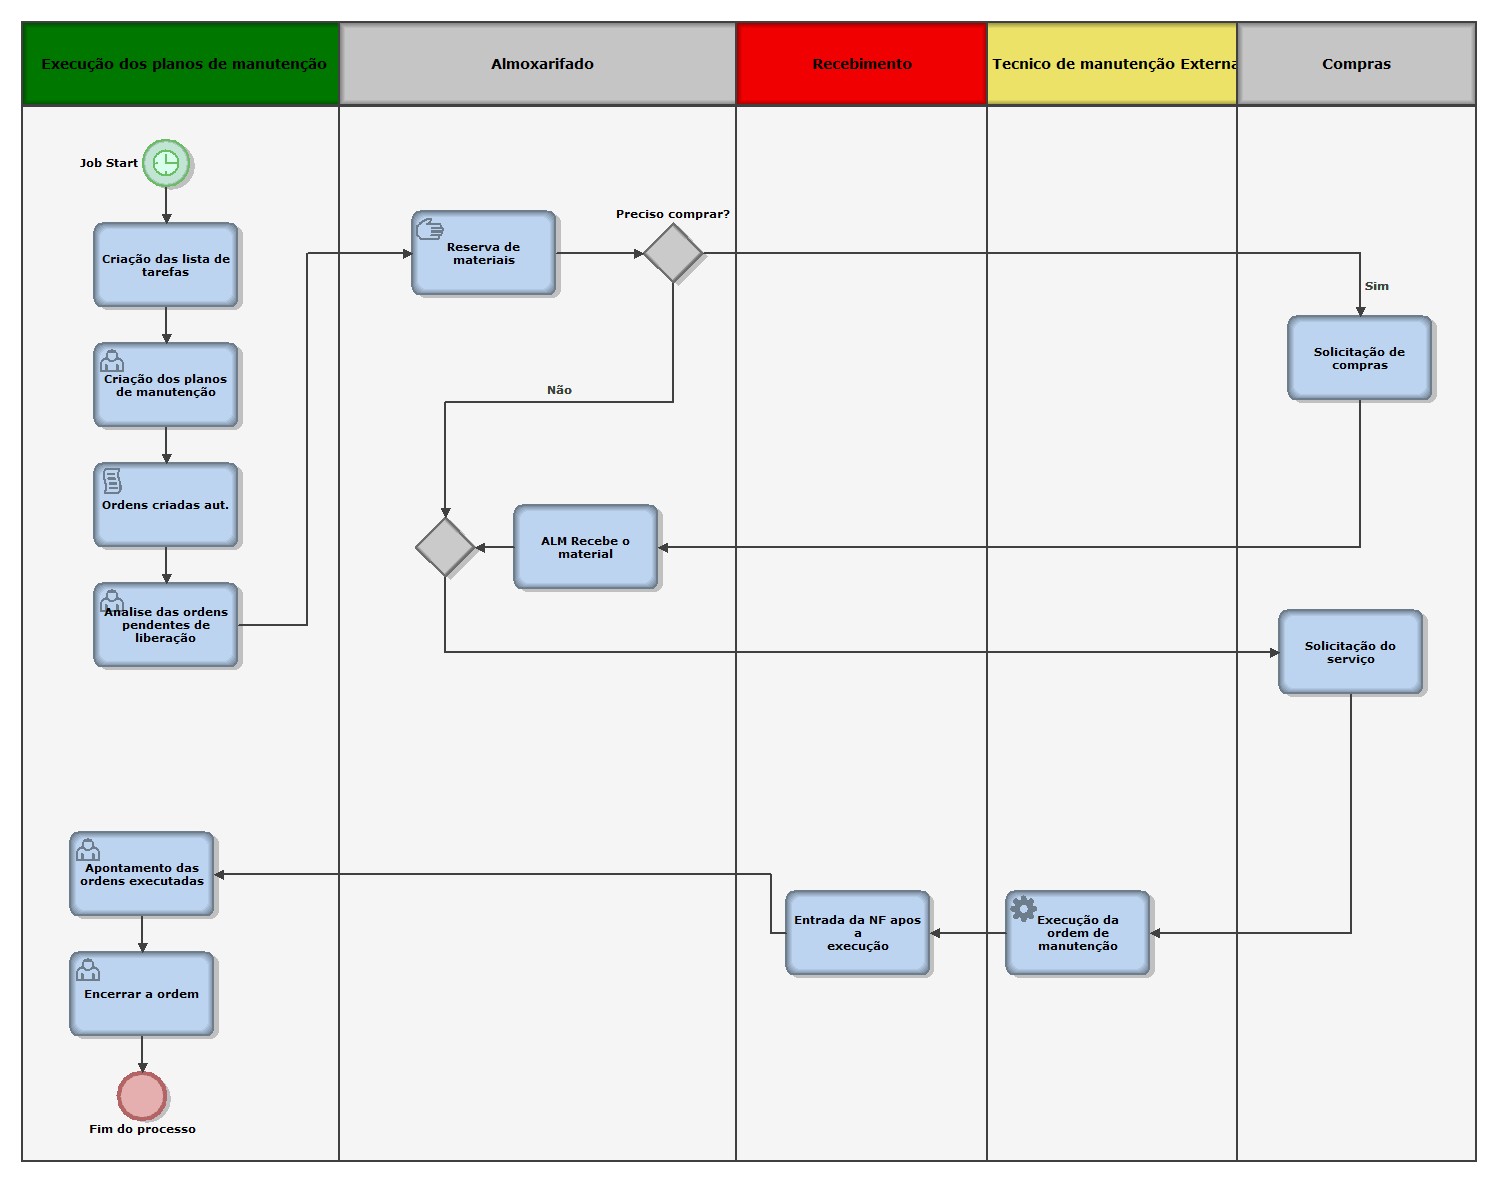 Execução dos planos de manutenção
Almoxarifado
Recebimento
Tecnico de manutenção Externa
Compras
Job Start
Criação das lista de
tarefas
Criação dos planos
de manutenção
Ordens criadas aut.
Analise das ordens
pendentes de
liberação
Reserva de
materiais
Preciso comprar?
Sim
Solicitação de
compras
Não
ALM Recebe o
material
Solicitação do
serviço
Execução da
ordem de
manutenção
Entrada da NF apos
a
execução
Apontamento das
ordens executadas
Encerrar a ordem
Fim do processo